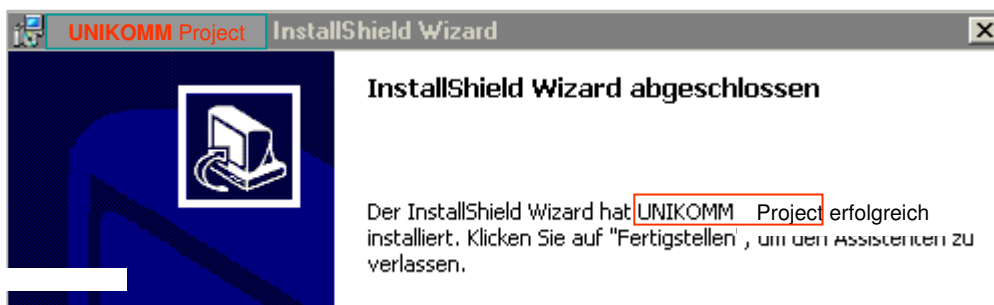 UNIKOMM Project InstallShield Wizard
InstallShield Wizard abgeschlossen
Der InstallShield Wizard hat UNIKOMM Project erfolgreich
installiert. Klicken Sie auf "Fertigstellen", um den Assistenten zu
verlassen.